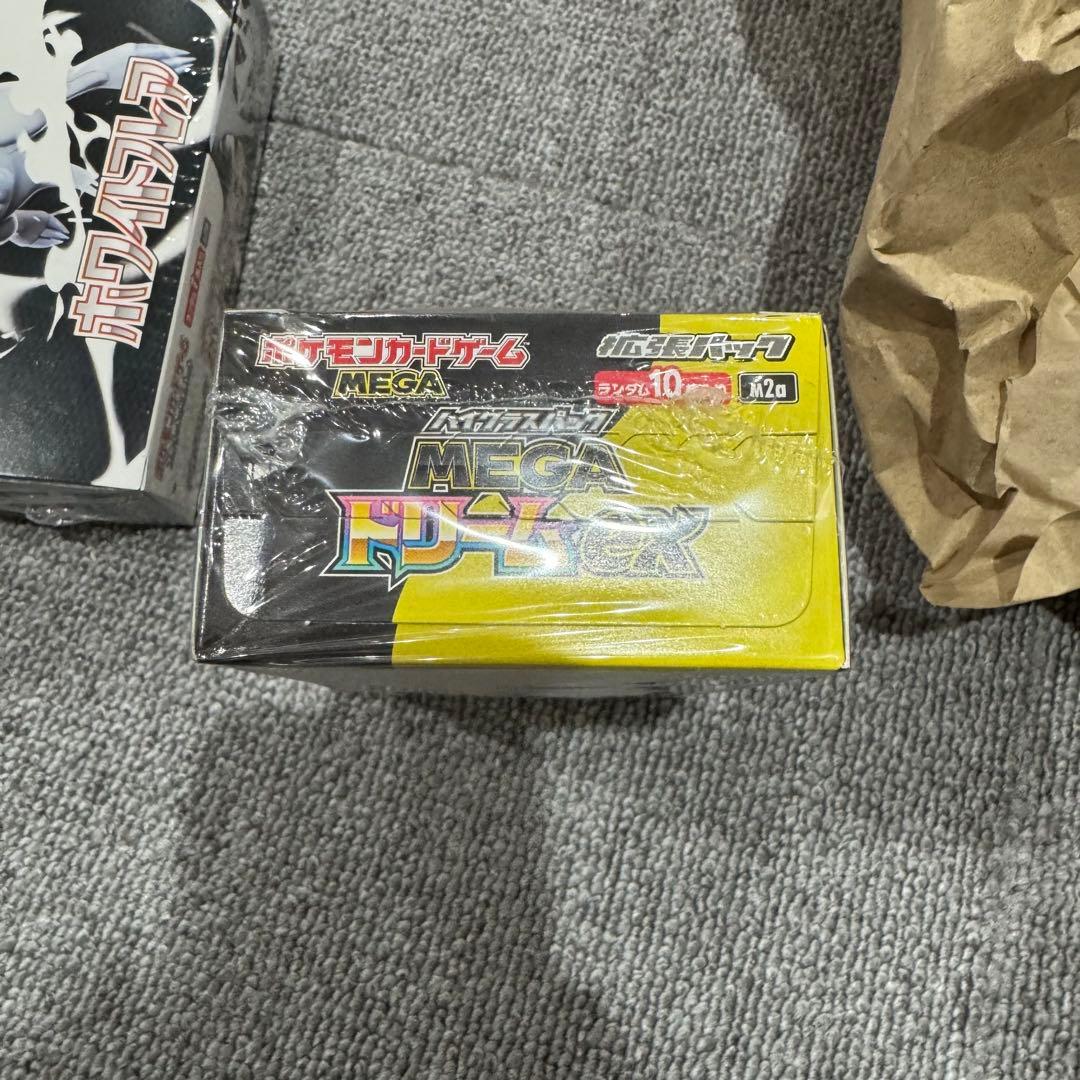 ホワイトフレア
ポケモンカードゲーム
MEGA
拡張パック
ランダム10
M2a
ハイクラスパック
MEGA
ドリームex